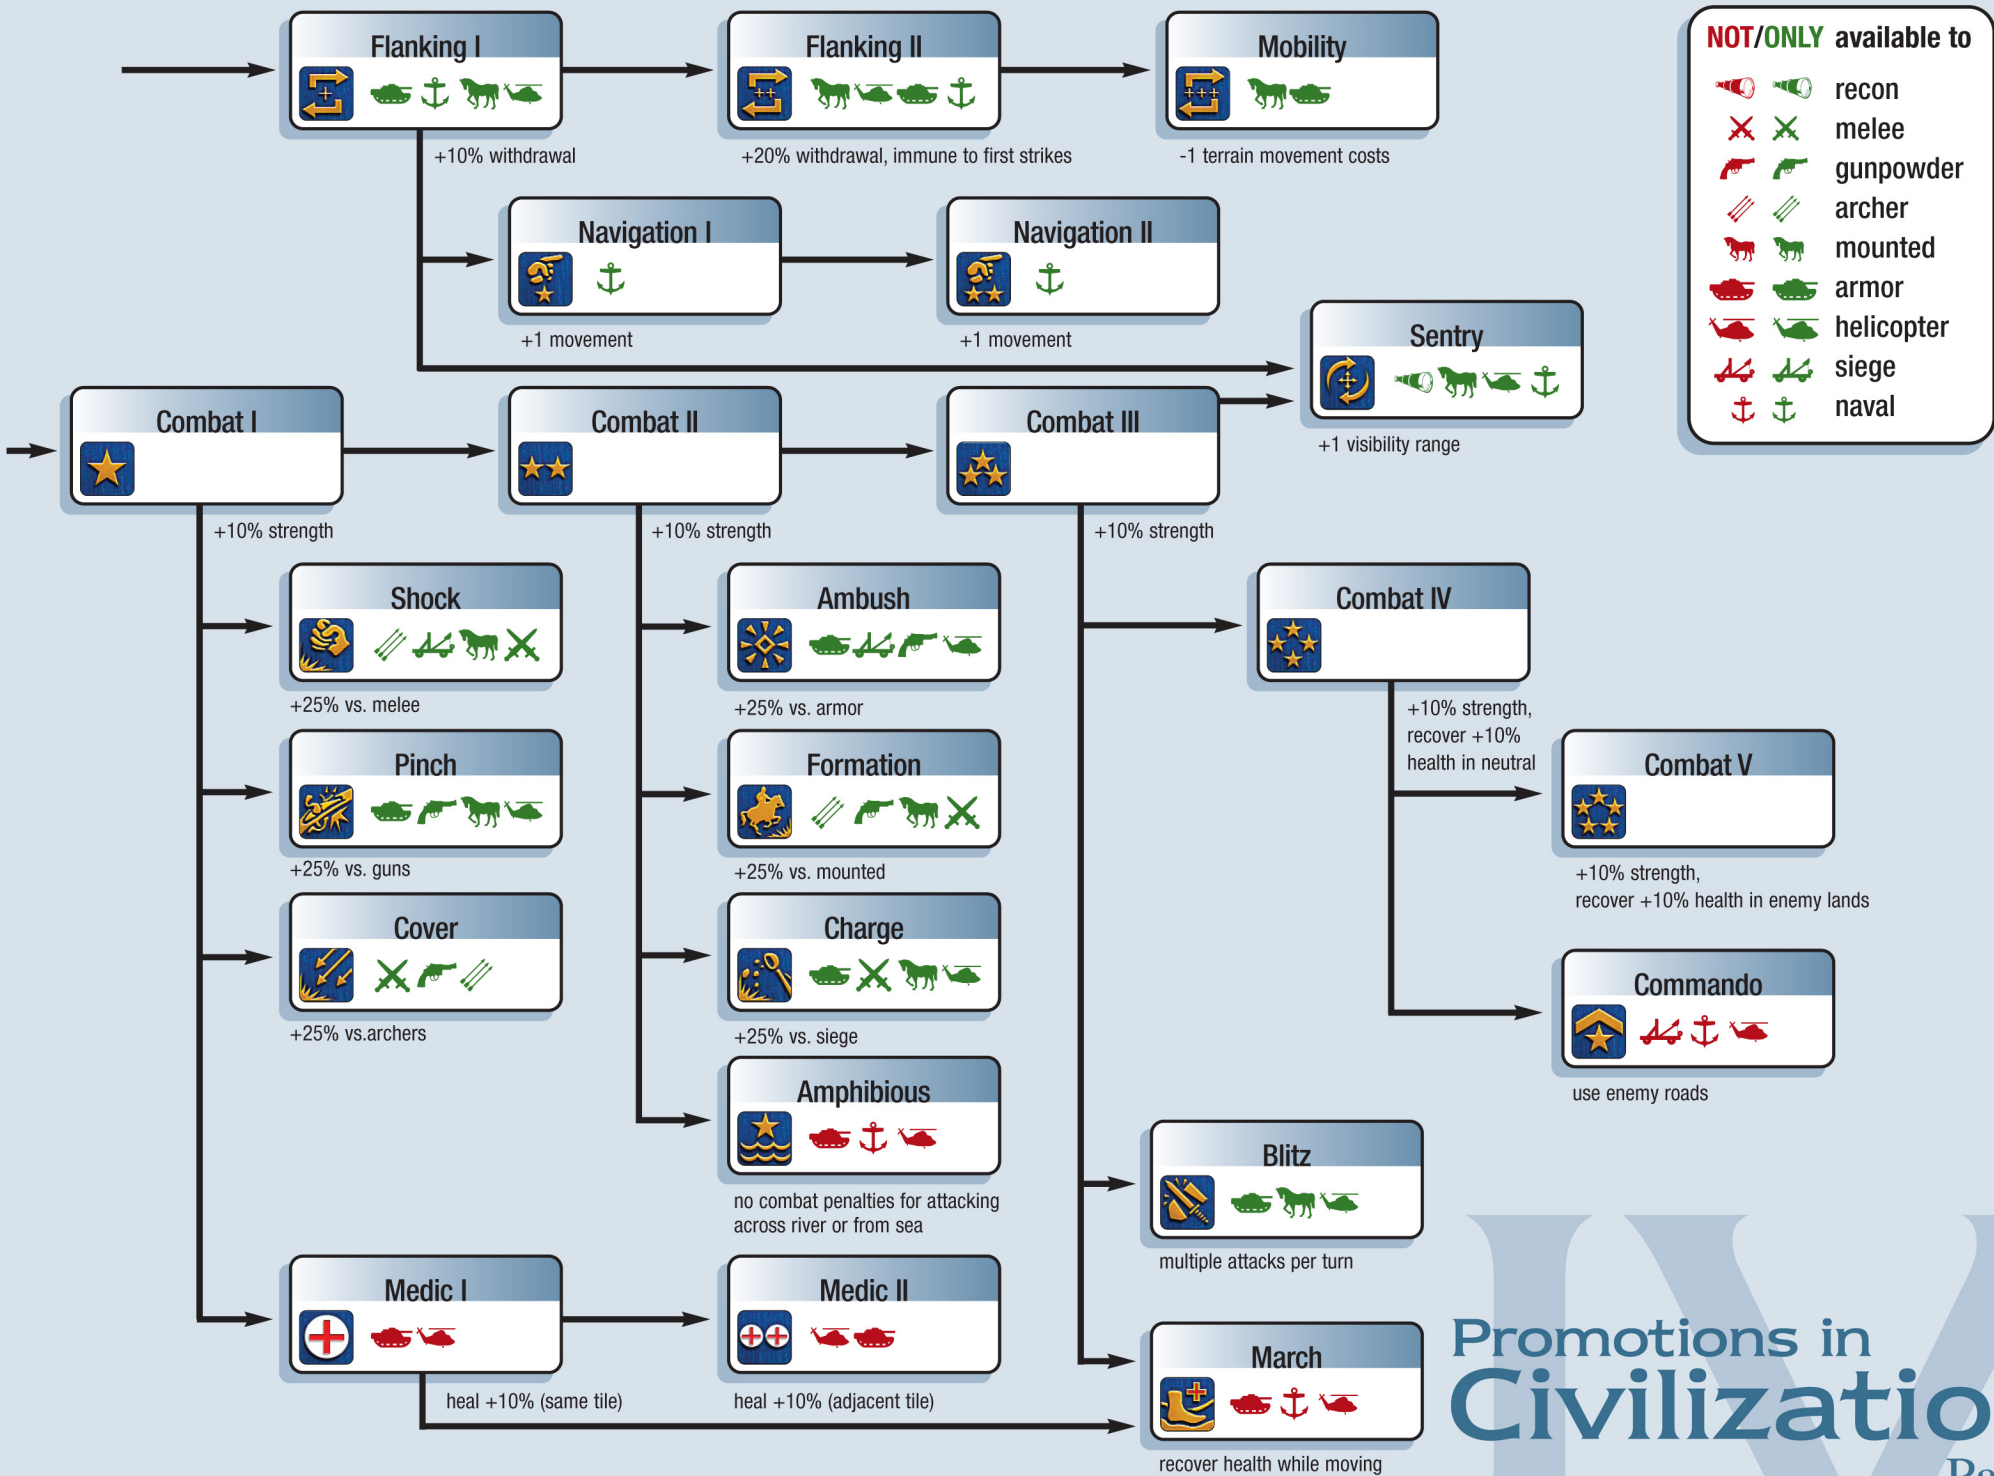 Flanking I
+10% withdrawal
Flanking II
+20% withdrawal, immune to first strikes
Mobility
-1 terrain movement costs
NOT/ONLY available to
recon
melee
gunpowder
archer
mounted
armor
helicopter
siege
naval
Navigation I
+1 movement
Navigation II
+1 movement
Sentry
+1 visibility range
Combat I
+10% strength
Combat II
+10% strength
Combat III
+10% strength
Shock
+25% vs. melee
Pinch
+25% vs. guns
Cover
+25% vs.archers
Ambush
+25% vs. armor
Formation
+25% vs. mounted
Charge
+25% vs. siege
Amphibious
no combat penalties for attacking
across river or from sea
Combat IV
+10% strength,
recover +10%
health in neutral
Combat V
+10% strength,
recover +10% health in enemy lands
Commando
use enemy roads
Blitz
multiple attacks per turn
Medic I
heal +10% (same tile)
Medic II
heal +10% (adjacent tile)
March
recover health while moving
IV
Promotions in
Civilizatio